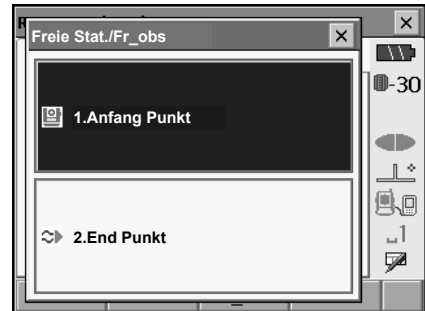 Freie Stat./Fr_obs
1.Anfang Punkt
2.End Punkt
-30
1